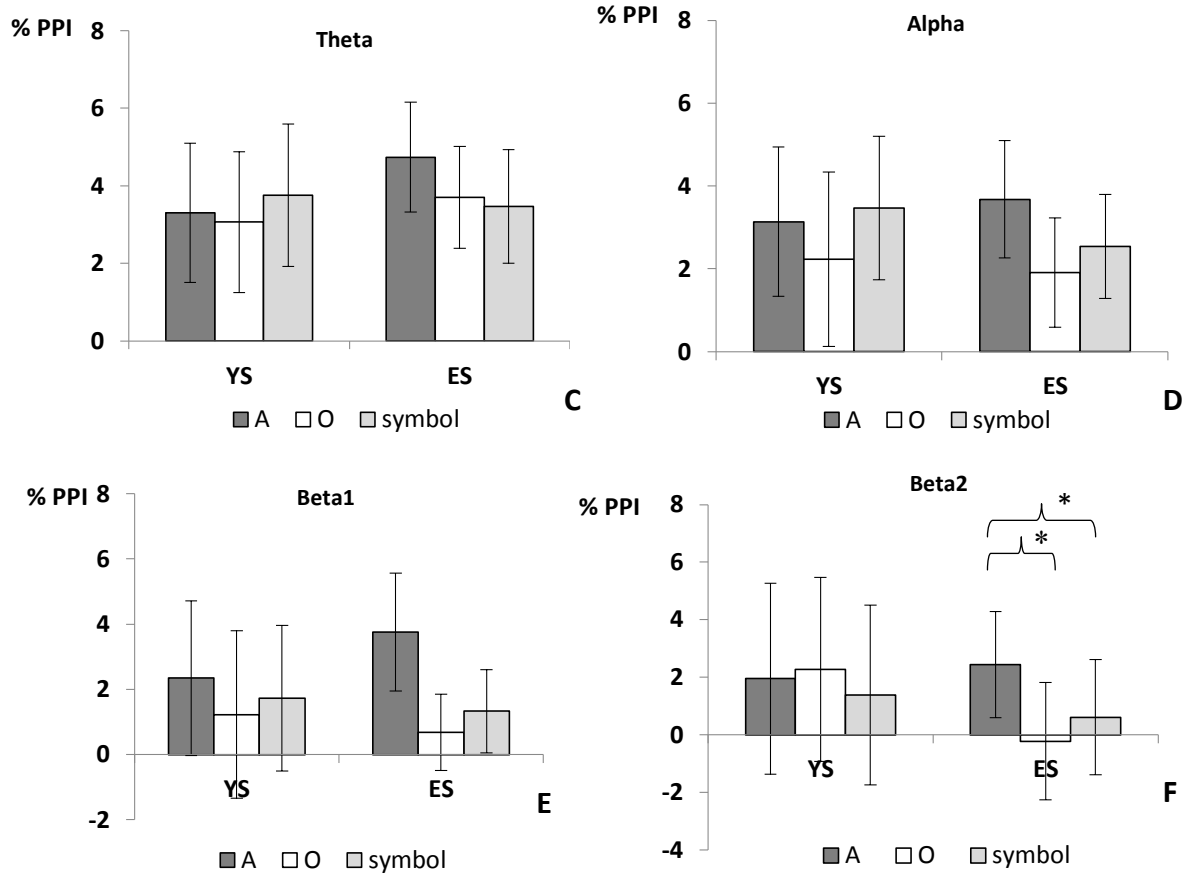 % PPI
Theta
8
6
4
2
0
YS ES
C
A O symbol
% PPI
Alpha
8
6
4
2
0
YS ES
D
A O symbol
% PPI
Beta1
8
6
4
2
0
-2
YS ES
E
A O symbol
% PPI
Beta2
8
6
4
2
0
-2
-4
*
*
YS ES
F
A O symbol